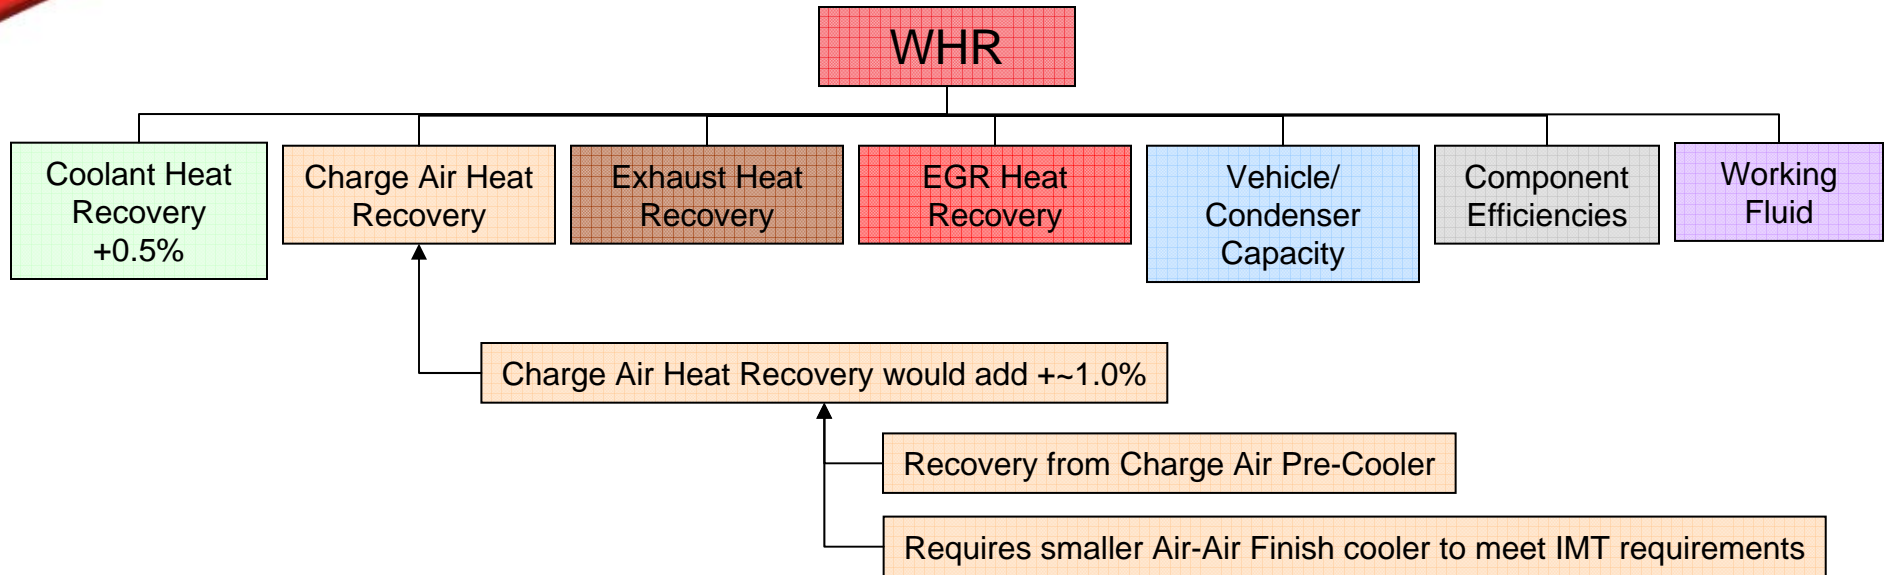 WHR
Coolant Heat
Recovery
+0.5%
Charge Air Heat
Recovery
Exhaust Heat
Recovery
EGR Heat
Recovery
Vehicle/
Condenser
Capacity
Component
Efficiencies
Working
Fluid
Charge Air Heat Recovery would add +~1.0%
Recovery from Charge Air Pre-Cooler
Requires smaller Air-Air Finish cooler to meet IMT requirements